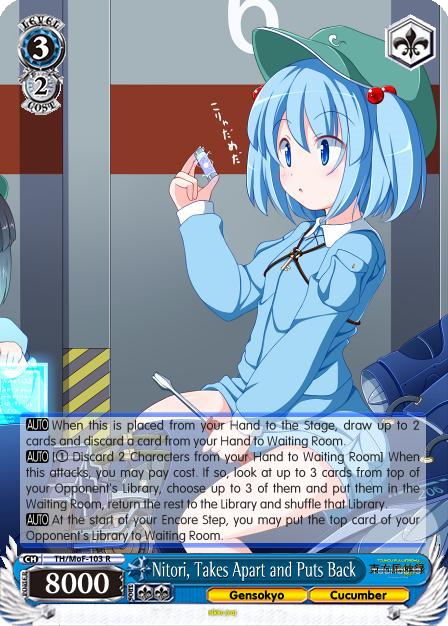 LEVEL
3
2
COST
6
こりゃだめだ
AUTO When this is placed from your Hand to the Stage, draw up to 2
cards and discard a card from your Hand to Waiting Room.
AUTO [① Discard 2 Characters from your Hand to Waiting Room] When
this attacks, you may pay cost. If so, look at up to 3 cards from top of
your Opponent's Library, choose up to 3 of them and put them in the
Waiting Room, return the rest to the Library and shuffle that Library.
AUTO At the start of your Encore Step, you may put the top card of your
Opponent's Library to Waiting Room.
CH TH/MoF-103 R
POWER 8000 SOUL
Nitori, Takes Apart and Puts Back
Gensokyo Cucumber